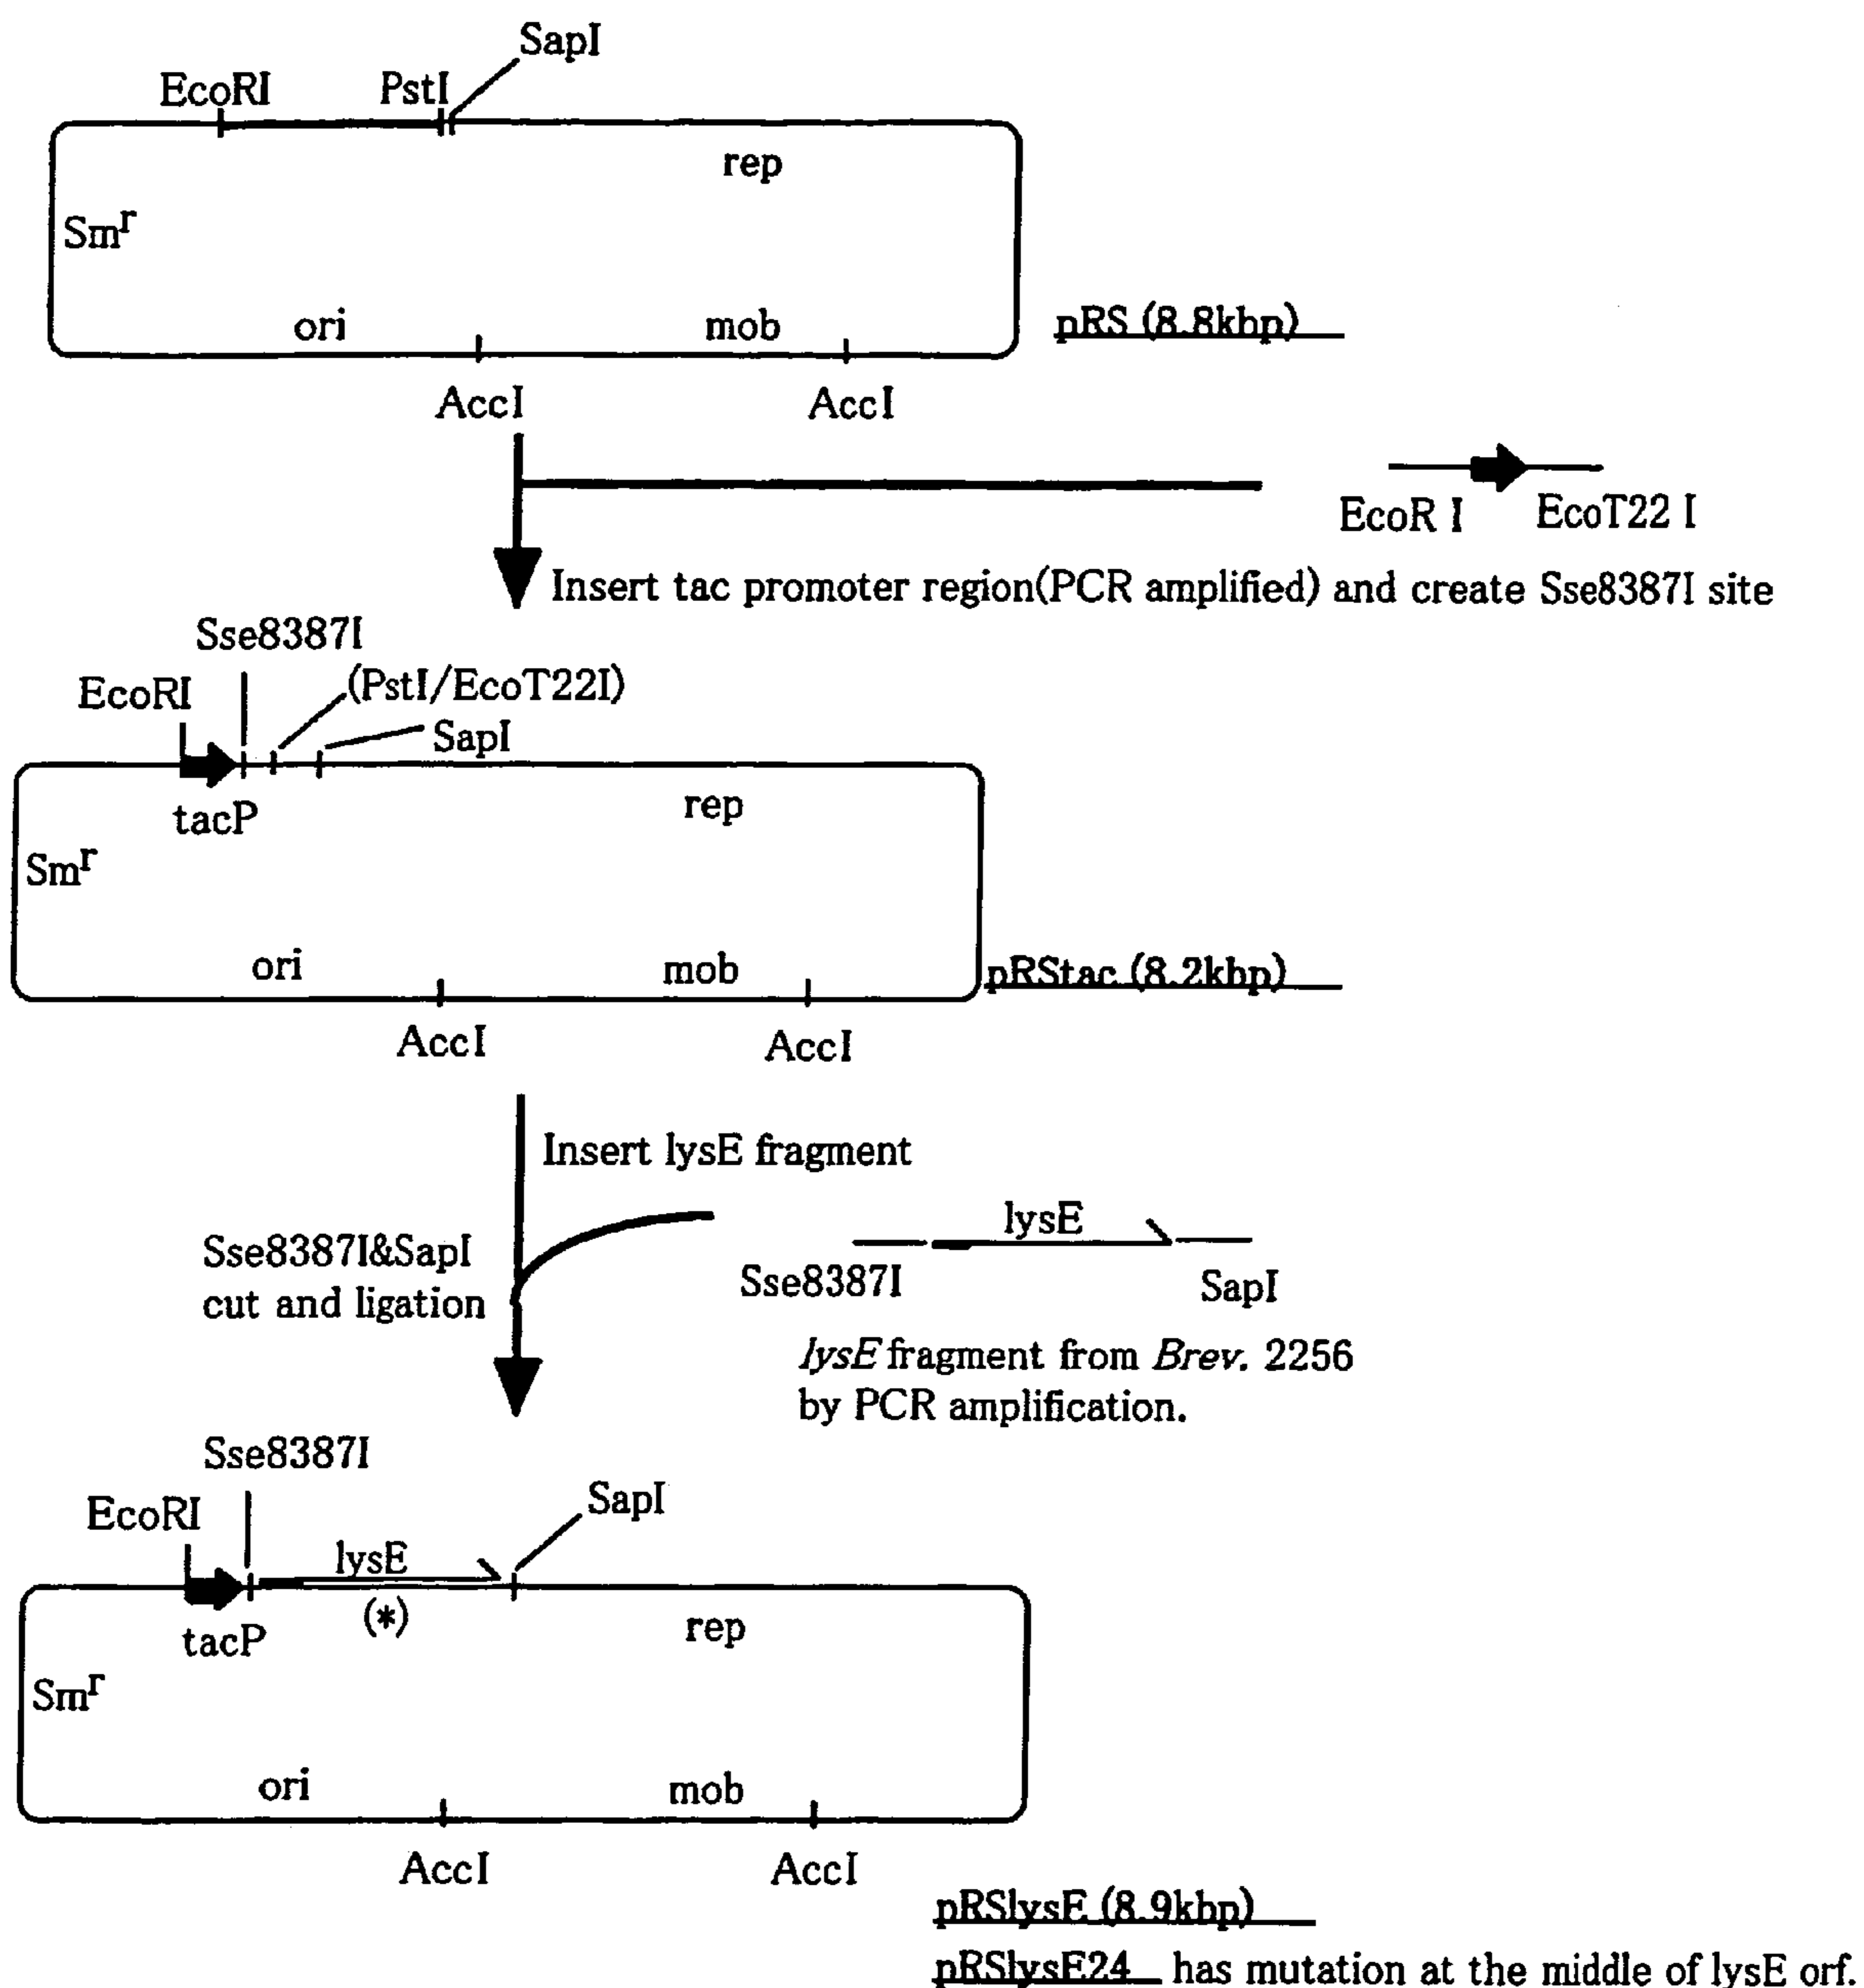 SapI
EcoRI PstI
rep
Smr
ori mob
pRS (8.8kbp)
AccI AccI
EcoR I EcoT22 I
Insert tac promoter region(PCR amplified) and create Sse8387I site
Sse8387I
(PstI/EcoT22I)
EcoRI
SapI
tacP
rep
Smr
ori mob
pRStac (8.2kbp)
AccI AccI
Insert lysE fragment
lysE
Sse8387I&SapI
cut and ligation
Sse8387I
SapI
lysE fragment from Brev. 2256
by PCR amplification.
Sse8387I
SapI
EcoRI
lysE
(*)
tacP
rep
Smr
ori mob
AccI AccI
pRSlysE (8.9kbp)
pRSlysE24 has mutation at the middle of lysE orf.